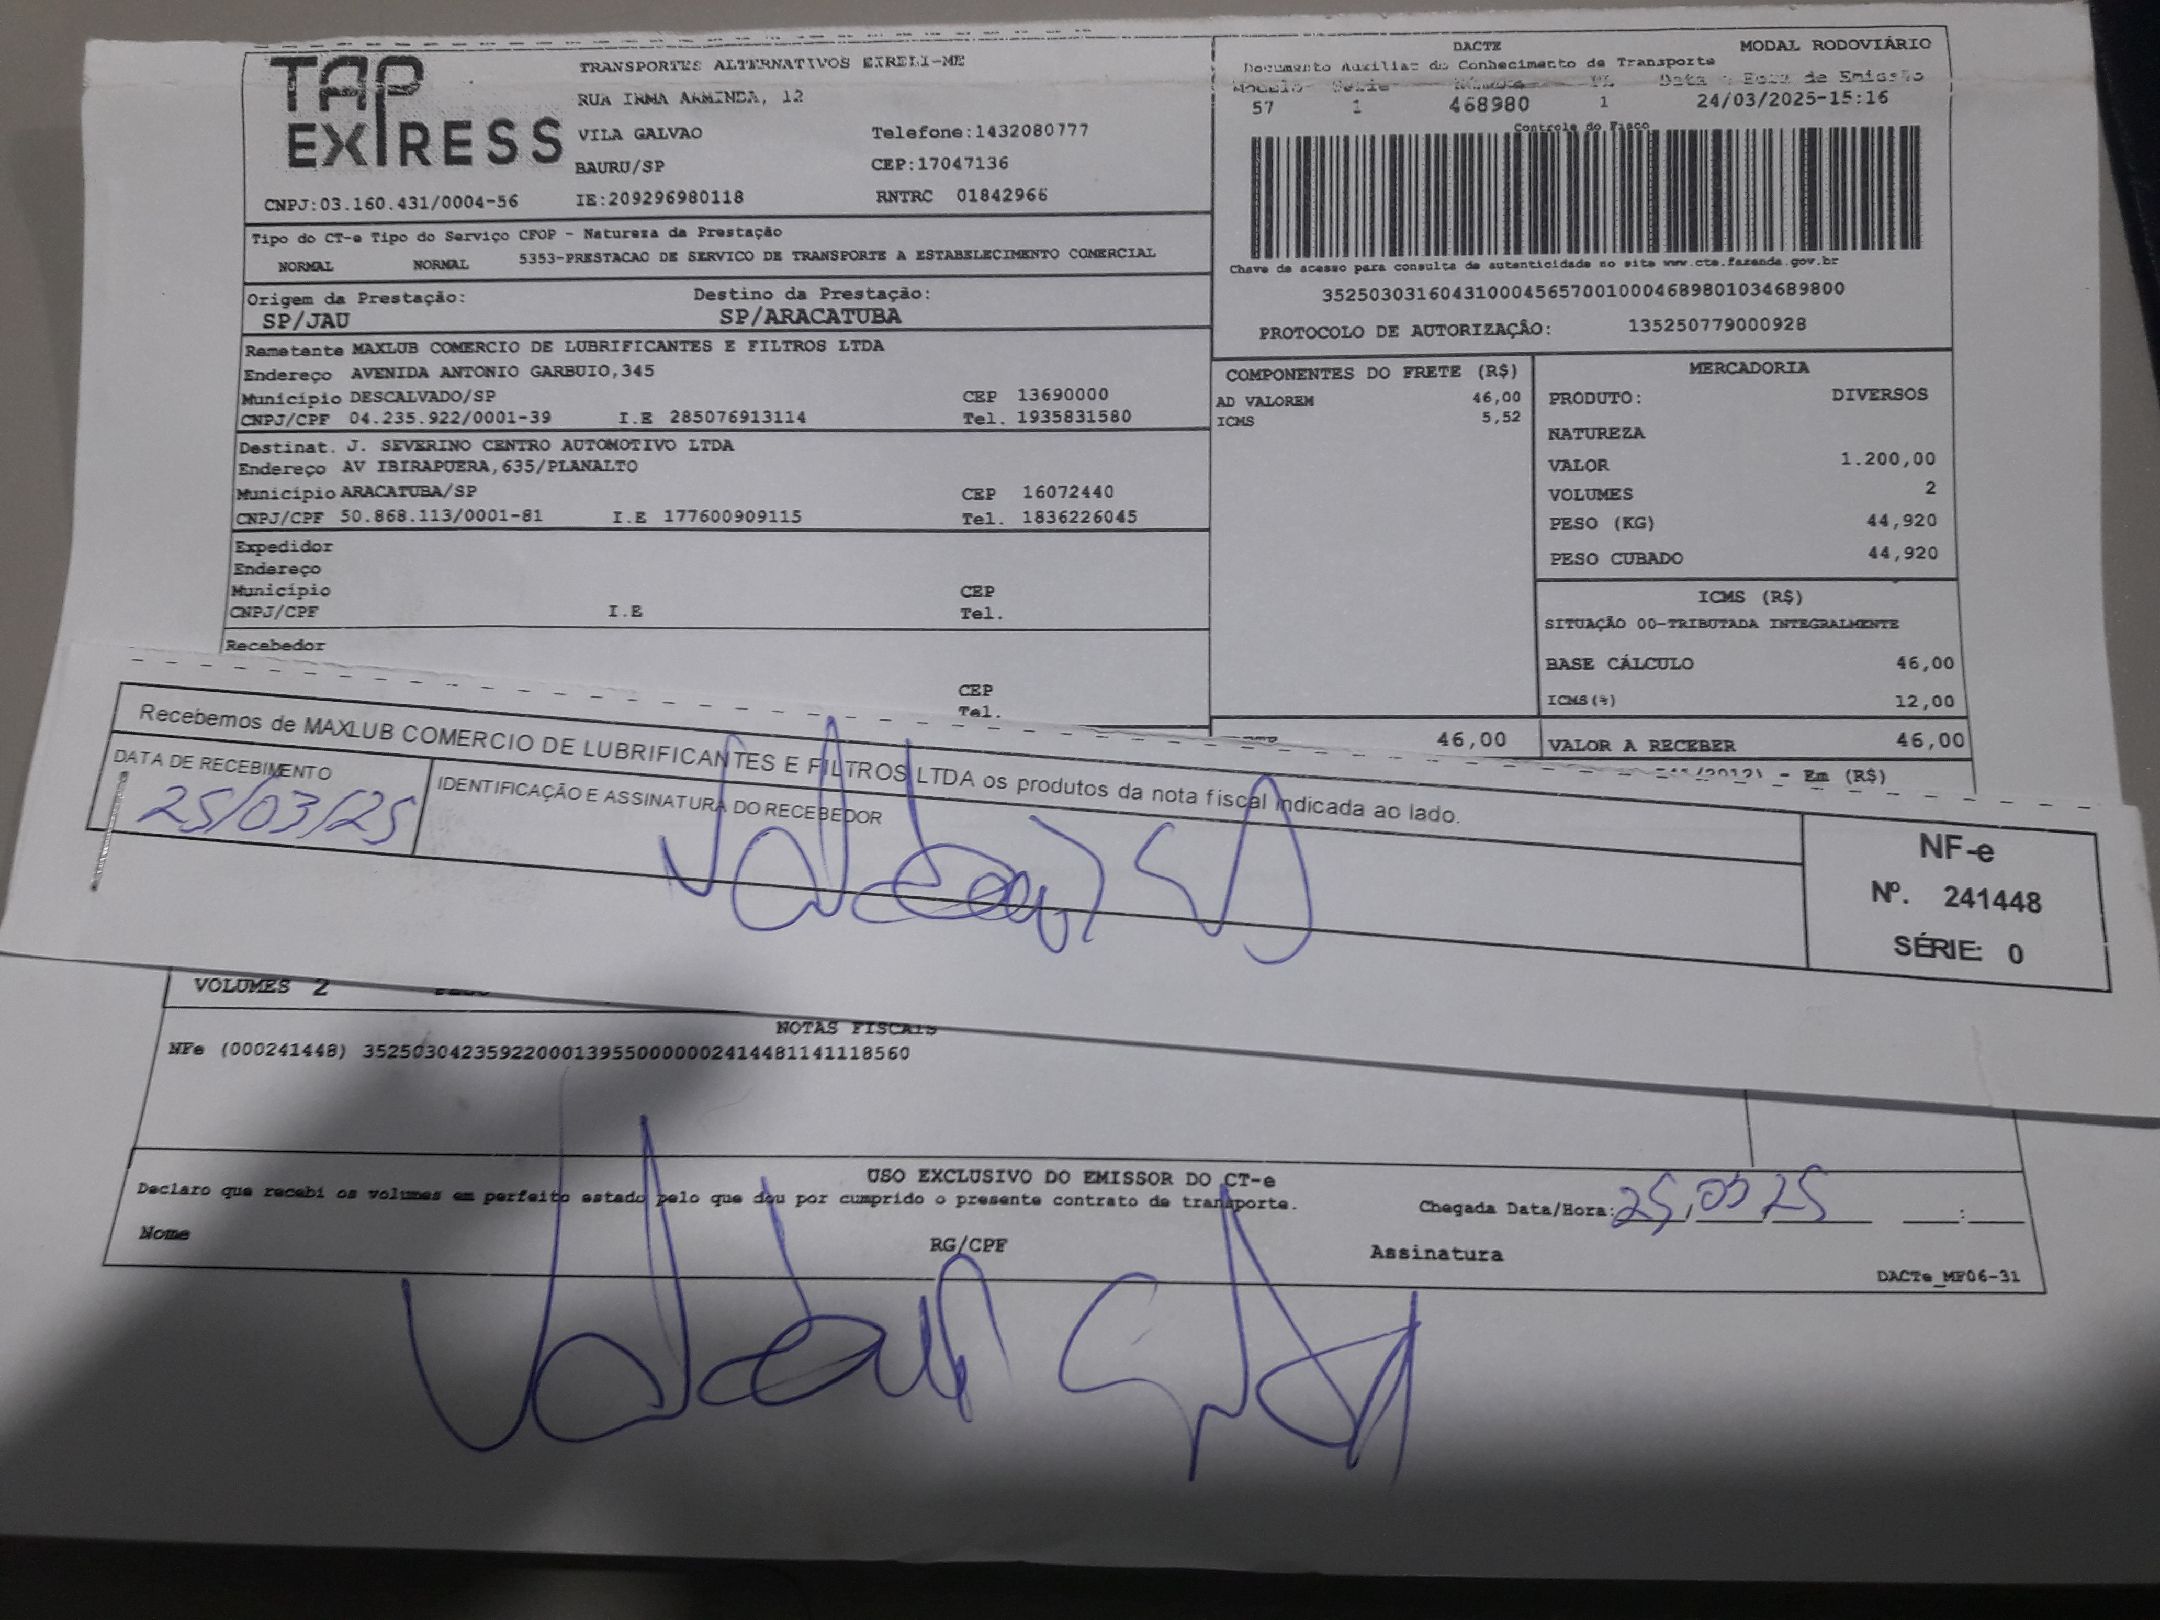 TAP EXPRESS
TRANSPORTES ALTERNATIVOS EIRELI-ME
RUA IRMA ARMINDA, 12
VILA GALVAO Telefone:1432080777
BAURU/SP CEP:17047136
CNPJ:03.160.431/0004-56 IE:209296980118 RNTRC 01842966
DACTE MODAL RODOVIÁRIO
Documento Auxiliar do Conhecimento de Transporte
Modelo Série Número FL Data e Hora de Emissão
57 1 468980 1 24/03/2025-15:16
Controle do Fisco
Chave de acesso para consulta de autenticidade no site www.cte.fazenda.gov.br
35250303160431000456570010004689801034689800
PROTOCOLO DE AUTORIZAÇÃO: 135250779000928
Tipo do CT-e Tipo do Serviço CFOP - Natureza da Prestação
NORMAL NORMAL 5353-PRESTACAO DE SERVICO DE TRANSPORTE A ESTABELECIMENTO COMERCIAL
Origem da Prestação: Destino da Prestação:
SP/JAU SP/ARACATUBA
Remetente MAXLUB COMERCIO DE LUBRIFICANTES E FILTROS LTDA
Endereço AVENIDA ANTONIO GARBUIO,345
Município DESCALVADO/SP CEP 13690000
CNPJ/CPF 04.235.922/0001-39 I.E 285076913114 Tel. 1935831580
Destinat. J. SEVERINO CENTRO AUTOMOTIVO LTDA
Endereço AV IBIRAPUERA,635/PLANALTO
Município ARACATUBA/SP CEP 16072440
CNPJ/CPF 50.868.113/0001-81 I.E 177600909115 Tel. 1836226045
Expedidor
Endereço
Município CEP
CNPJ/CPF I.E Tel.
Recebedor
CEP
Tel.
COMPONENTES DO FRETE (R$)
AD VALOREM 46,00
ICMS 5,52
46,00
MERCADORIA
PRODUTO: DIVERSOS
NATUREZA
VALOR 1.200,00
VOLUMES 2
PESO (KG) 44,920
PESO CUBADO 44,920
ICMS (R$)
SITUAÇÃO 00-TRIBUTADA INTEGRALMENTE
BASE CÁLCULO 46,00
ICMS(%) 12,00
VALOR A RECEBER 46,00
- Em (R$)
Recebemos de MAXLUB COMERCIO DE LUBRIFICANTES E FILTROS LTDA os produtos da nota fiscal indicada ao lado.
DATA DE RECEBIMENTO IDENTIFICAÇÃO E ASSINATURA DO RECEBEDOR
25/03/25
NF-e
Nº. 241448
SÉRIE: 0
VOLUMES 2
NOTAS FISCAIS
NFe (000241448) 35250304235922000139550000002414481141118560
USO EXCLUSIVO DO EMISSOR DO CT-e
Declaro que recebi os volumes em perfeito estado pelo que dou por cumprido o presente contrato de transporte.
Chegada Data/Hora: 25,03 25 :
Nome RG/CPF Assinatura
DACTe_MF06-31